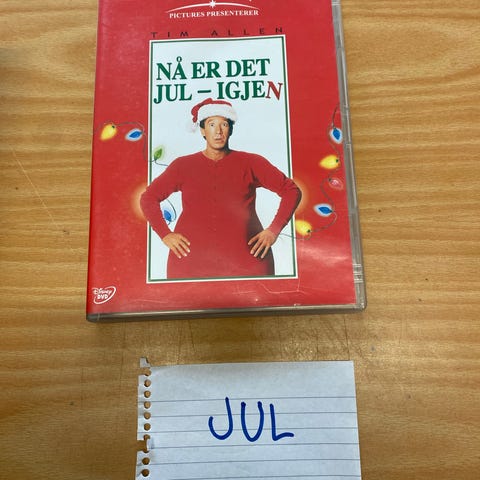 PICTURES PRESENTERER
TIM ALLEN
NÅ ER DET
JUL – IGJEN
Disney
DVD
JUL